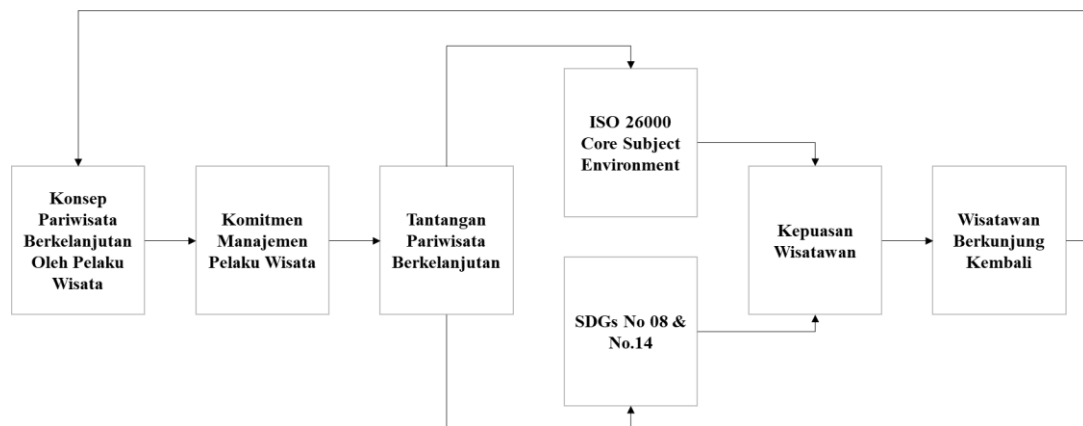 Konsep
Pariwisata
Berkelanjutan
Oleh Pelaku
Wisata
Komitmen
Manajemen
Pelaku Wisata
Tantangan
Pariwisata
Berkelanjutan
ISO 26000
Core Subject
Environment
SDGs No 08 &
No.14
Kepuasan
Wisatawan
Wisatawan
Berkunjung
Kembali